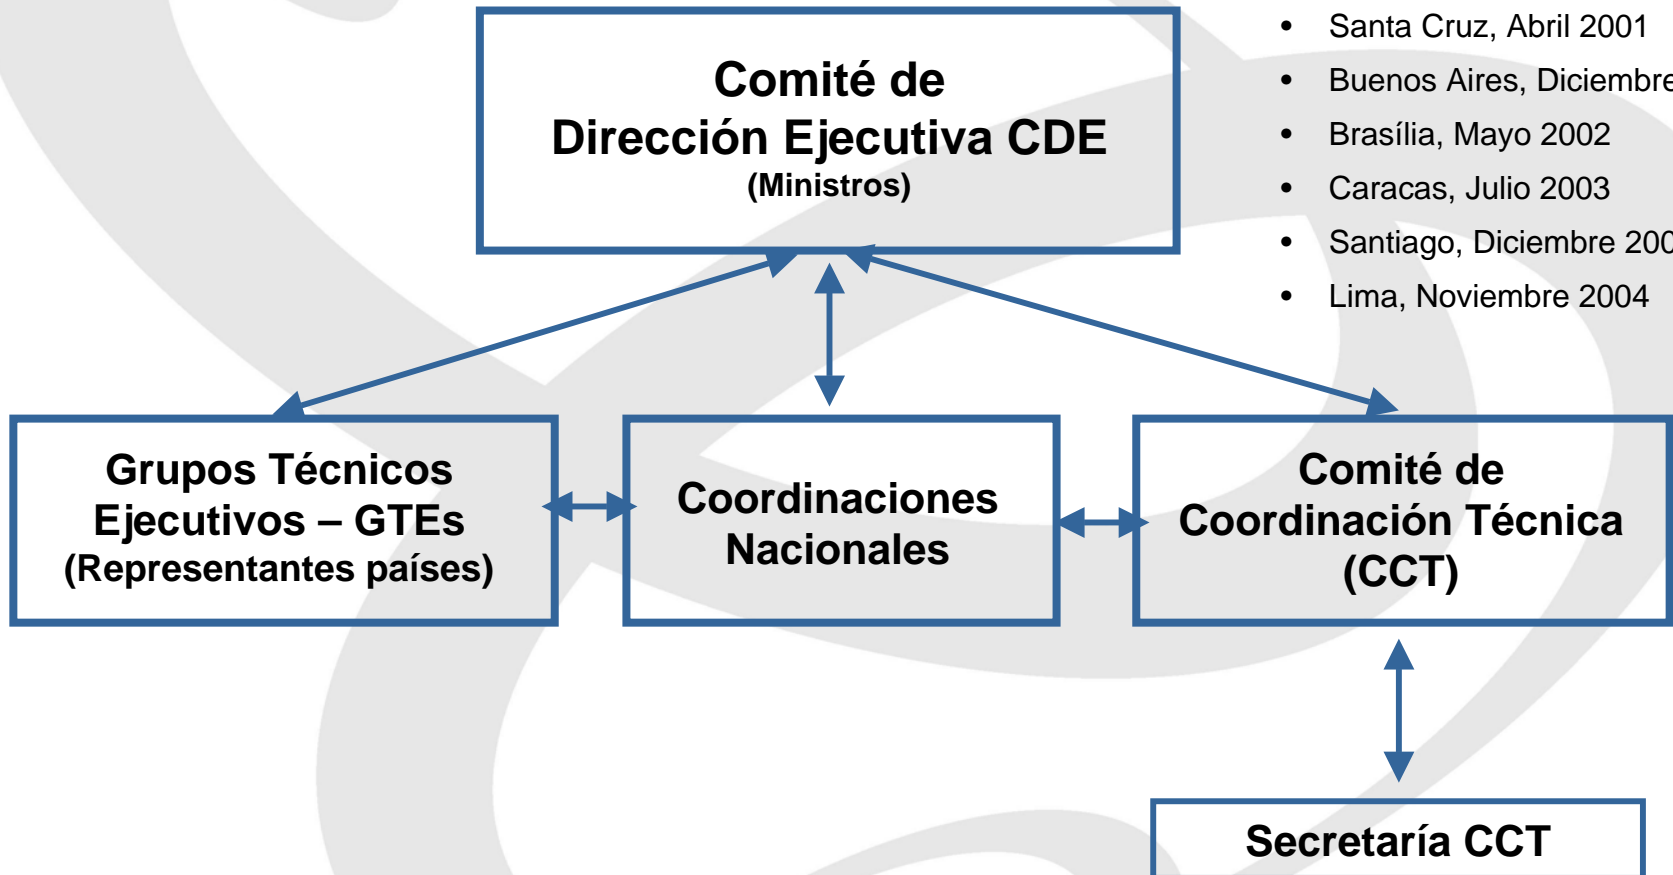 Comité de
Dirección Ejecutiva CDE
(Ministros)
• Santa Cruz, Abril 2001
• Buenos Aires, Diciembre
• Brasília, Mayo 2002
• Caracas, Julio 2003
• Santiago, Diciembre
• Lima, Noviembre 2004
Grupos Técnicos
Ejecutivos – GTEs
(Representantes países)
Coordinaciones
Nacionales
Comité de
Coordinación Técnica
(CCT)
Secretaría CCT